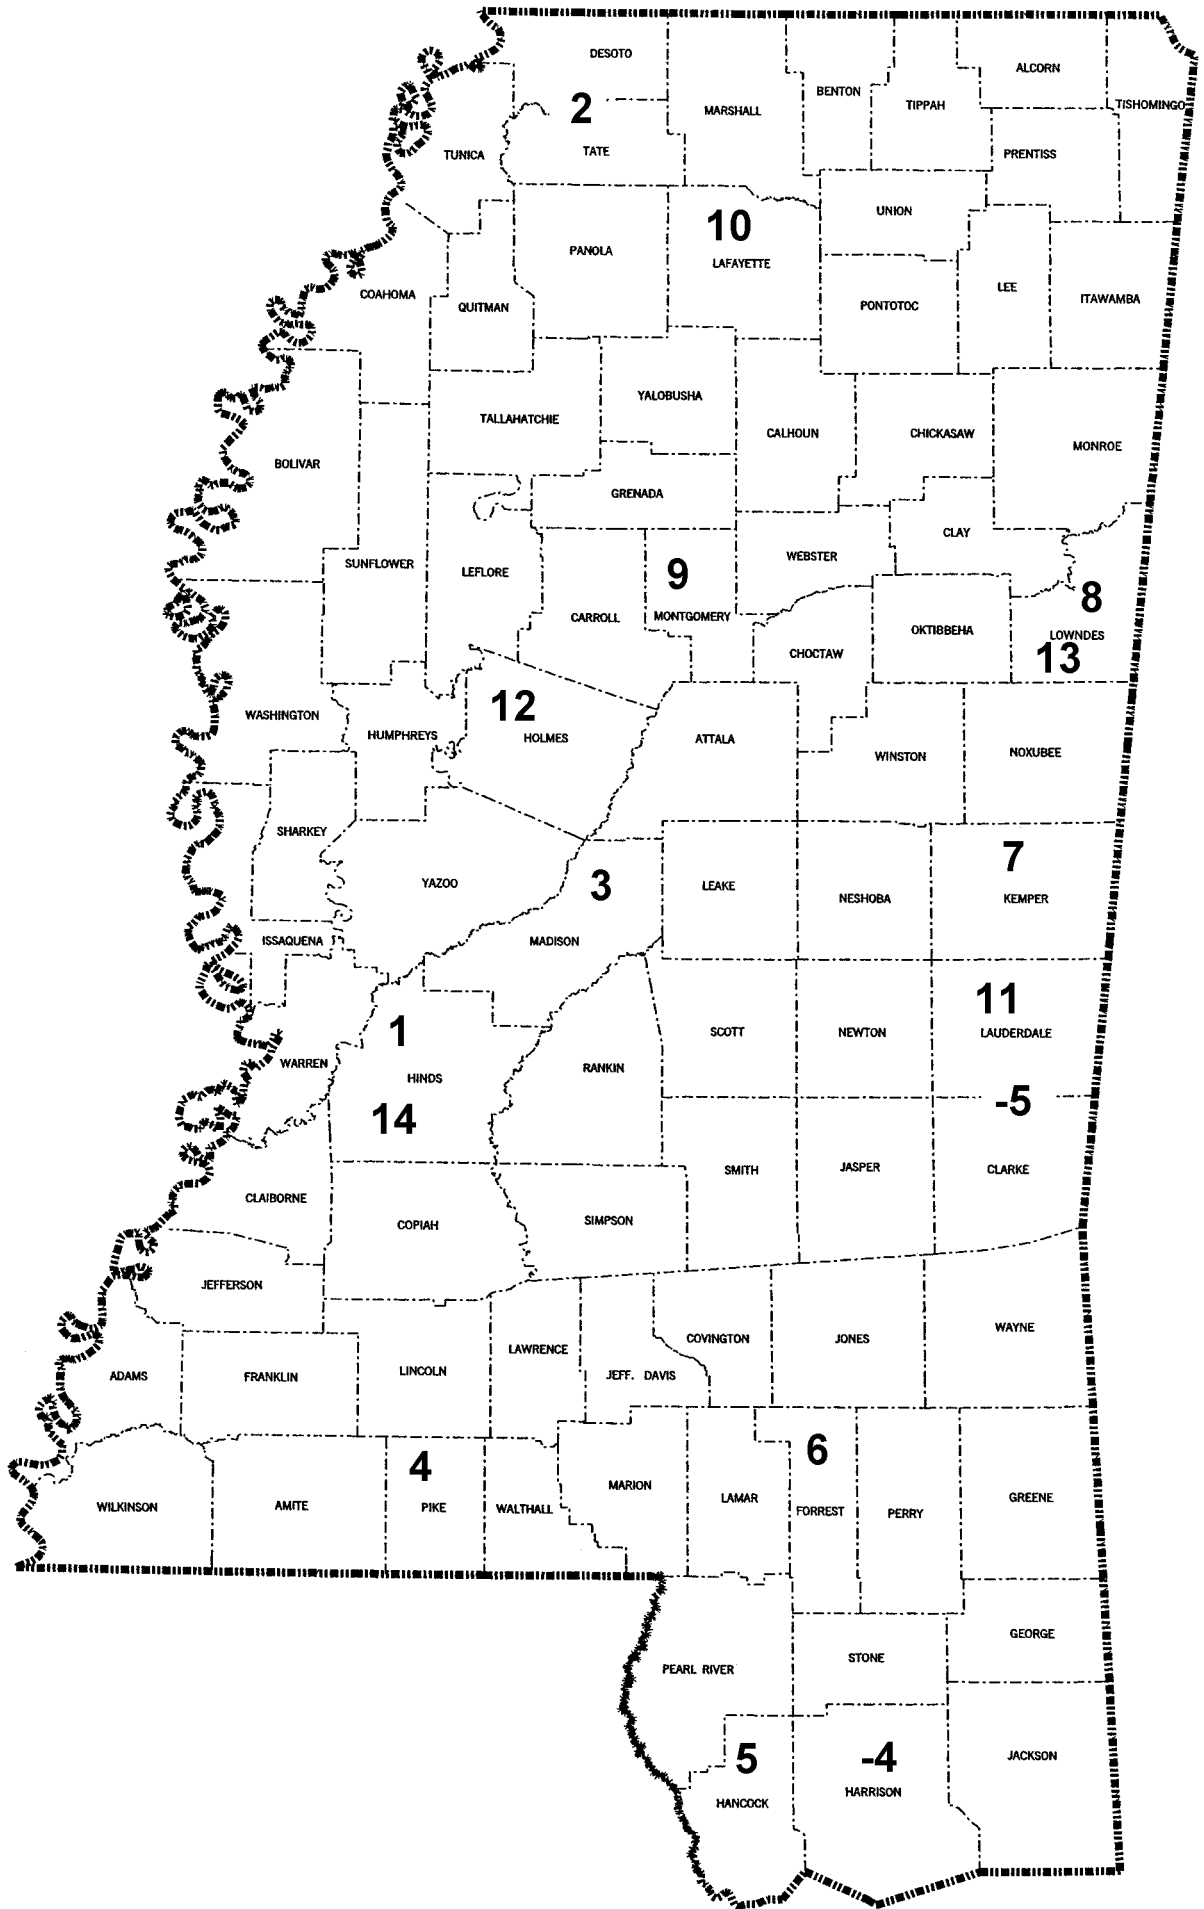 DESOTO
ALCORN
BENTON
2
MARSHALL
TIPPAH
TISHOMINGO
TUNICA
TATE
PRENTISS
UNION
10
PANOLA
LAFAYETTE
COAHOMA
QUITMAN
PONTOTOC
LEE
ITAWAMBA
YALOBUSHA
TALLAHATCHIE
CALHOUN
CHICKASAW
MONROE
BOLIVAR
GRENADA
CLAY
WEBSTER
SUNFLOWER
LEFLORE
9
8
CARROLL
MONTGOMERY
OKTIBBEHA
LOWNDES
CHOCTAW
13
12
WASHINGTON
HUMPHREYS
HOLMES
ATTALA
WINSTON
NOXUBEE
SHARKEY
7
YAZOO
3
LEAKE
NESHOBA
KEMPER
ISSAQUENA
MADISON
11
1
SCOTT
NEWTON
LAUDERDALE
WARREN
HINDS
RANKIN
-5
14
SMITH
JASPER
CLARKE
CLAIBORNE
COPIAH
SIMPSON
JEFFERSON
WAYNE
COVINGTON
JONES
LAWRENCE
ADAMS
FRANKLIN
LINCOLN
JEFF. DAVIS
6
4
MARION
LAMAR
GREENE
WILKINSON
AMITE
PIKE
WALTHALL
FORREST
PERRY
GEORGE
STONE
PEARL RIVER
5
-4
JACKSON
HANCOCK
HARRISON